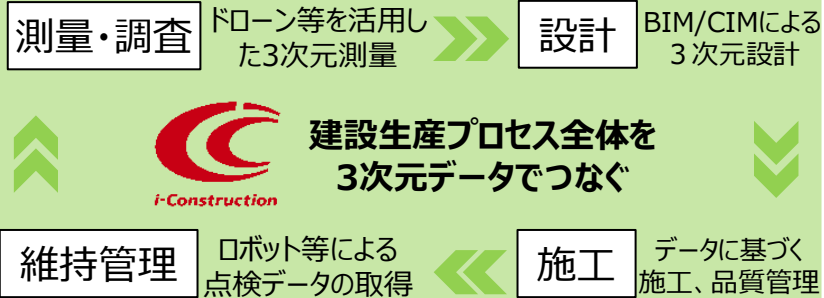 測量・調査
ドローン等を活用し
た3次元測量
設計
BIM/CIMによる
３次元設計
i-Construction
建設生産プロセス全体を
3次元データでつなぐ
維持管理
ロボット等による
点検データの取得
施工
データに基づく
施工、品質管理